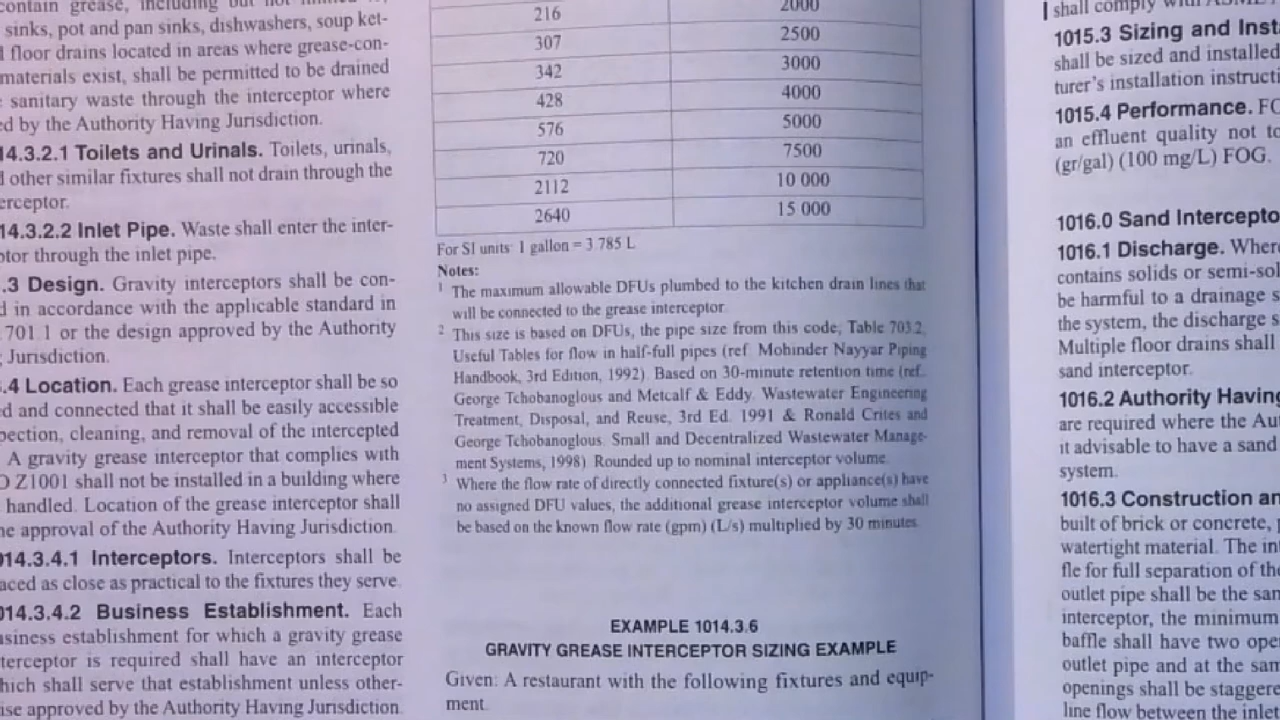 contain grease, including but not limited to,
sinks, pot and pan sinks, dishwashers, soup ket-
floor drains located in areas where grease-con-
materials exist, shall be permitted to be drained
sanitary waste through the interceptor where
ed by the Authority Having Jurisdiction.
14.3.2.1 Toilets and Urinals. Toilets, urinals,
other similar fixtures shall not drain through the
erceptor.
14.3.2.2 Inlet Pipe. Waste shall enter the inter-
ptor through the inlet pipe.
.3 Design. Gravity interceptors shall be con-
d in accordance with the applicable standard in
701 1 or the design approved by the Authority
Jurisdiction.
.4 Location. Each grease interceptor shall be so
ed and connected that it shall be easily accessible
pection, cleaning, and removal of the intercepted
A gravity grease interceptor that complies with
O Z1001 shall not be installed in a building where
handled. Location of the grease interceptor shall
he approval of the Authority Having Jurisdiction.
014.3.4.1 Interceptors. Interceptors shall be
aced as close as practical to the fixtures they serve.
014.3.4.2 Business Establishment. Each
usiness establishment for which a gravity grease
terceptor is required shall have an interceptor
hich shall serve that establishment unless other-
ise approved by the Authority Having Jurisdiction.
216 2000
307 2500
342 3000
428 4000
576 5000
720 7500
2112 10 000
2640 15 000
For SI units: 1 gallon = 3 785 L
Notes:
1 The maximum allowable DFUs plumbed to the kitchen drain lines that
will be connected to the grease interceptor
2 This size is based on DFUs, the pipe size from this code, Table 703.2,
Useful Tables for flow in half-full pipes (ref Mohinder Nayyar Piping
Handbook, 3rd Edition, 1992). Based on 30-minute retention time (ref.
George Tchobanoglous and Metcalf & Eddy. Wastewater Engineering
Treatment, Disposal, and Reuse, 3rd Ed. 1991 & Ronald Crites and
George Tchobanoglous. Small and Decentralized Wastewater Manage-
ment Systems, 1998). Rounded up to nominal interceptor volume.
3 Where the flow rate of directly connected fixture(s) or appliance(s) have
no assigned DFU values, the additional grease interceptor volume shall
be based on the known flow rate (gpm) (L/s) multiplied by 30 minutes.
EXAMPLE 1014.3.6
GRAVITY GREASE INTERCEPTOR SIZING EXAMPLE
Given: A restaurant with the following fixtures and equip-
ment
shall comply with ASME
1015.3 Sizing and Inst
shall be sized and installed
turer's installation instructi
1015.4 Performance. FO
an effluent quality not to
(gr/gal) (100 mg/L) FOG.
1016.0 Sand Intercepto
1016.1 Discharge. Where
contains solids or semi-sol
be harmful to a drainage s
the system, the discharge s
Multiple floor drains shall
sand interceptor.
1016.2 Authority Having
are required where the Au
it advisable to have a sand
system.
1016.3 Construction an
built of brick or concrete,
watertight material. The in
fle for full separation of the
outlet pipe shall be the sam
interceptor, the minimum
baffle shall have two ope
outlet pipe and at the sam
openings shall be staggere
line flow between the inlet